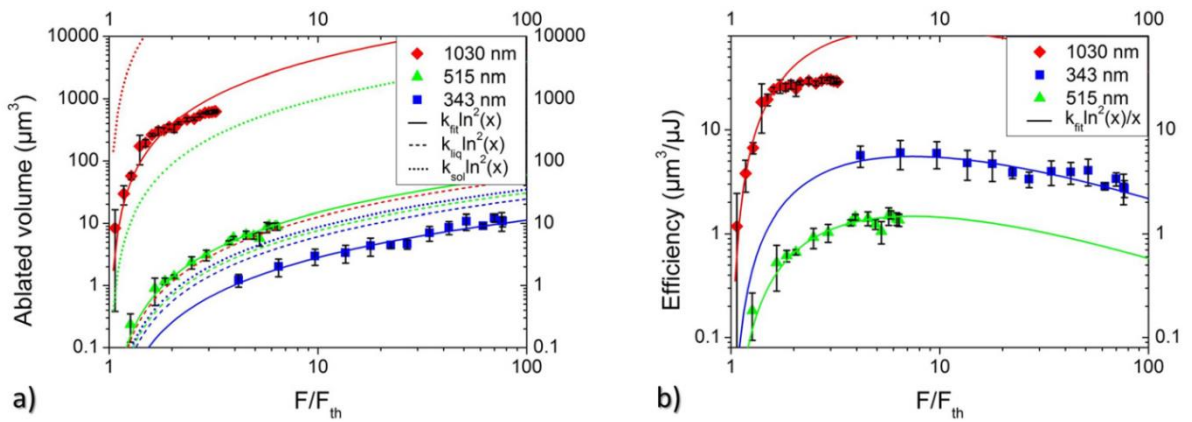 1 10 100
10000 10000
1000 1000
100 100
10 10
1 1
0.1 0.1
1 10 100
Ablated volume (μm³)
F/F_th
1030 nm
515 nm
343 nm
k_fit ln²(x)
k_liq ln²(x)
k_sol ln²(x)
a)
1 10 100
10 10
1 1
0.1 0.1
1 10 100
Efficiency (μm³/μJ)
F/F_th
1030 nm
343 nm
515 nm
k_fit ln²(x)/x
b)